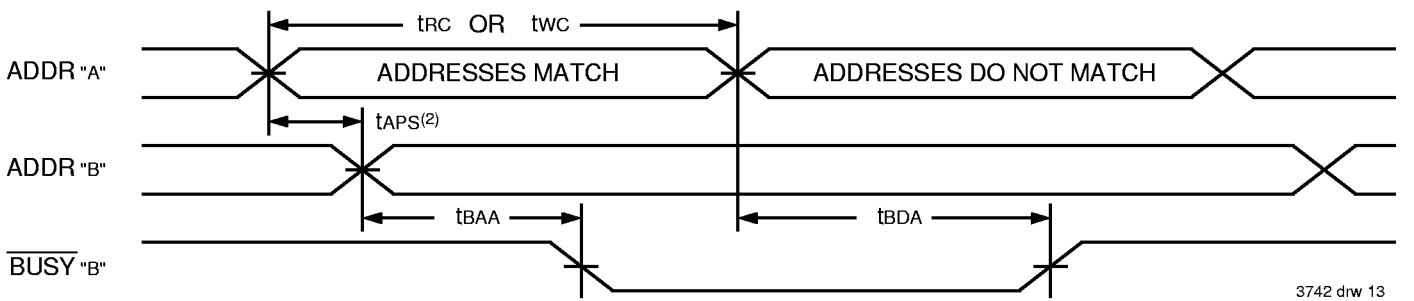 tRC OR tWC
ADDR "A"
ADDRESSES MATCH
ADDRESSES DO NOT MATCH
tAPS(2)
ADDR "B"
tBAA
tBDA
BUSY "B"
3742 drw 13